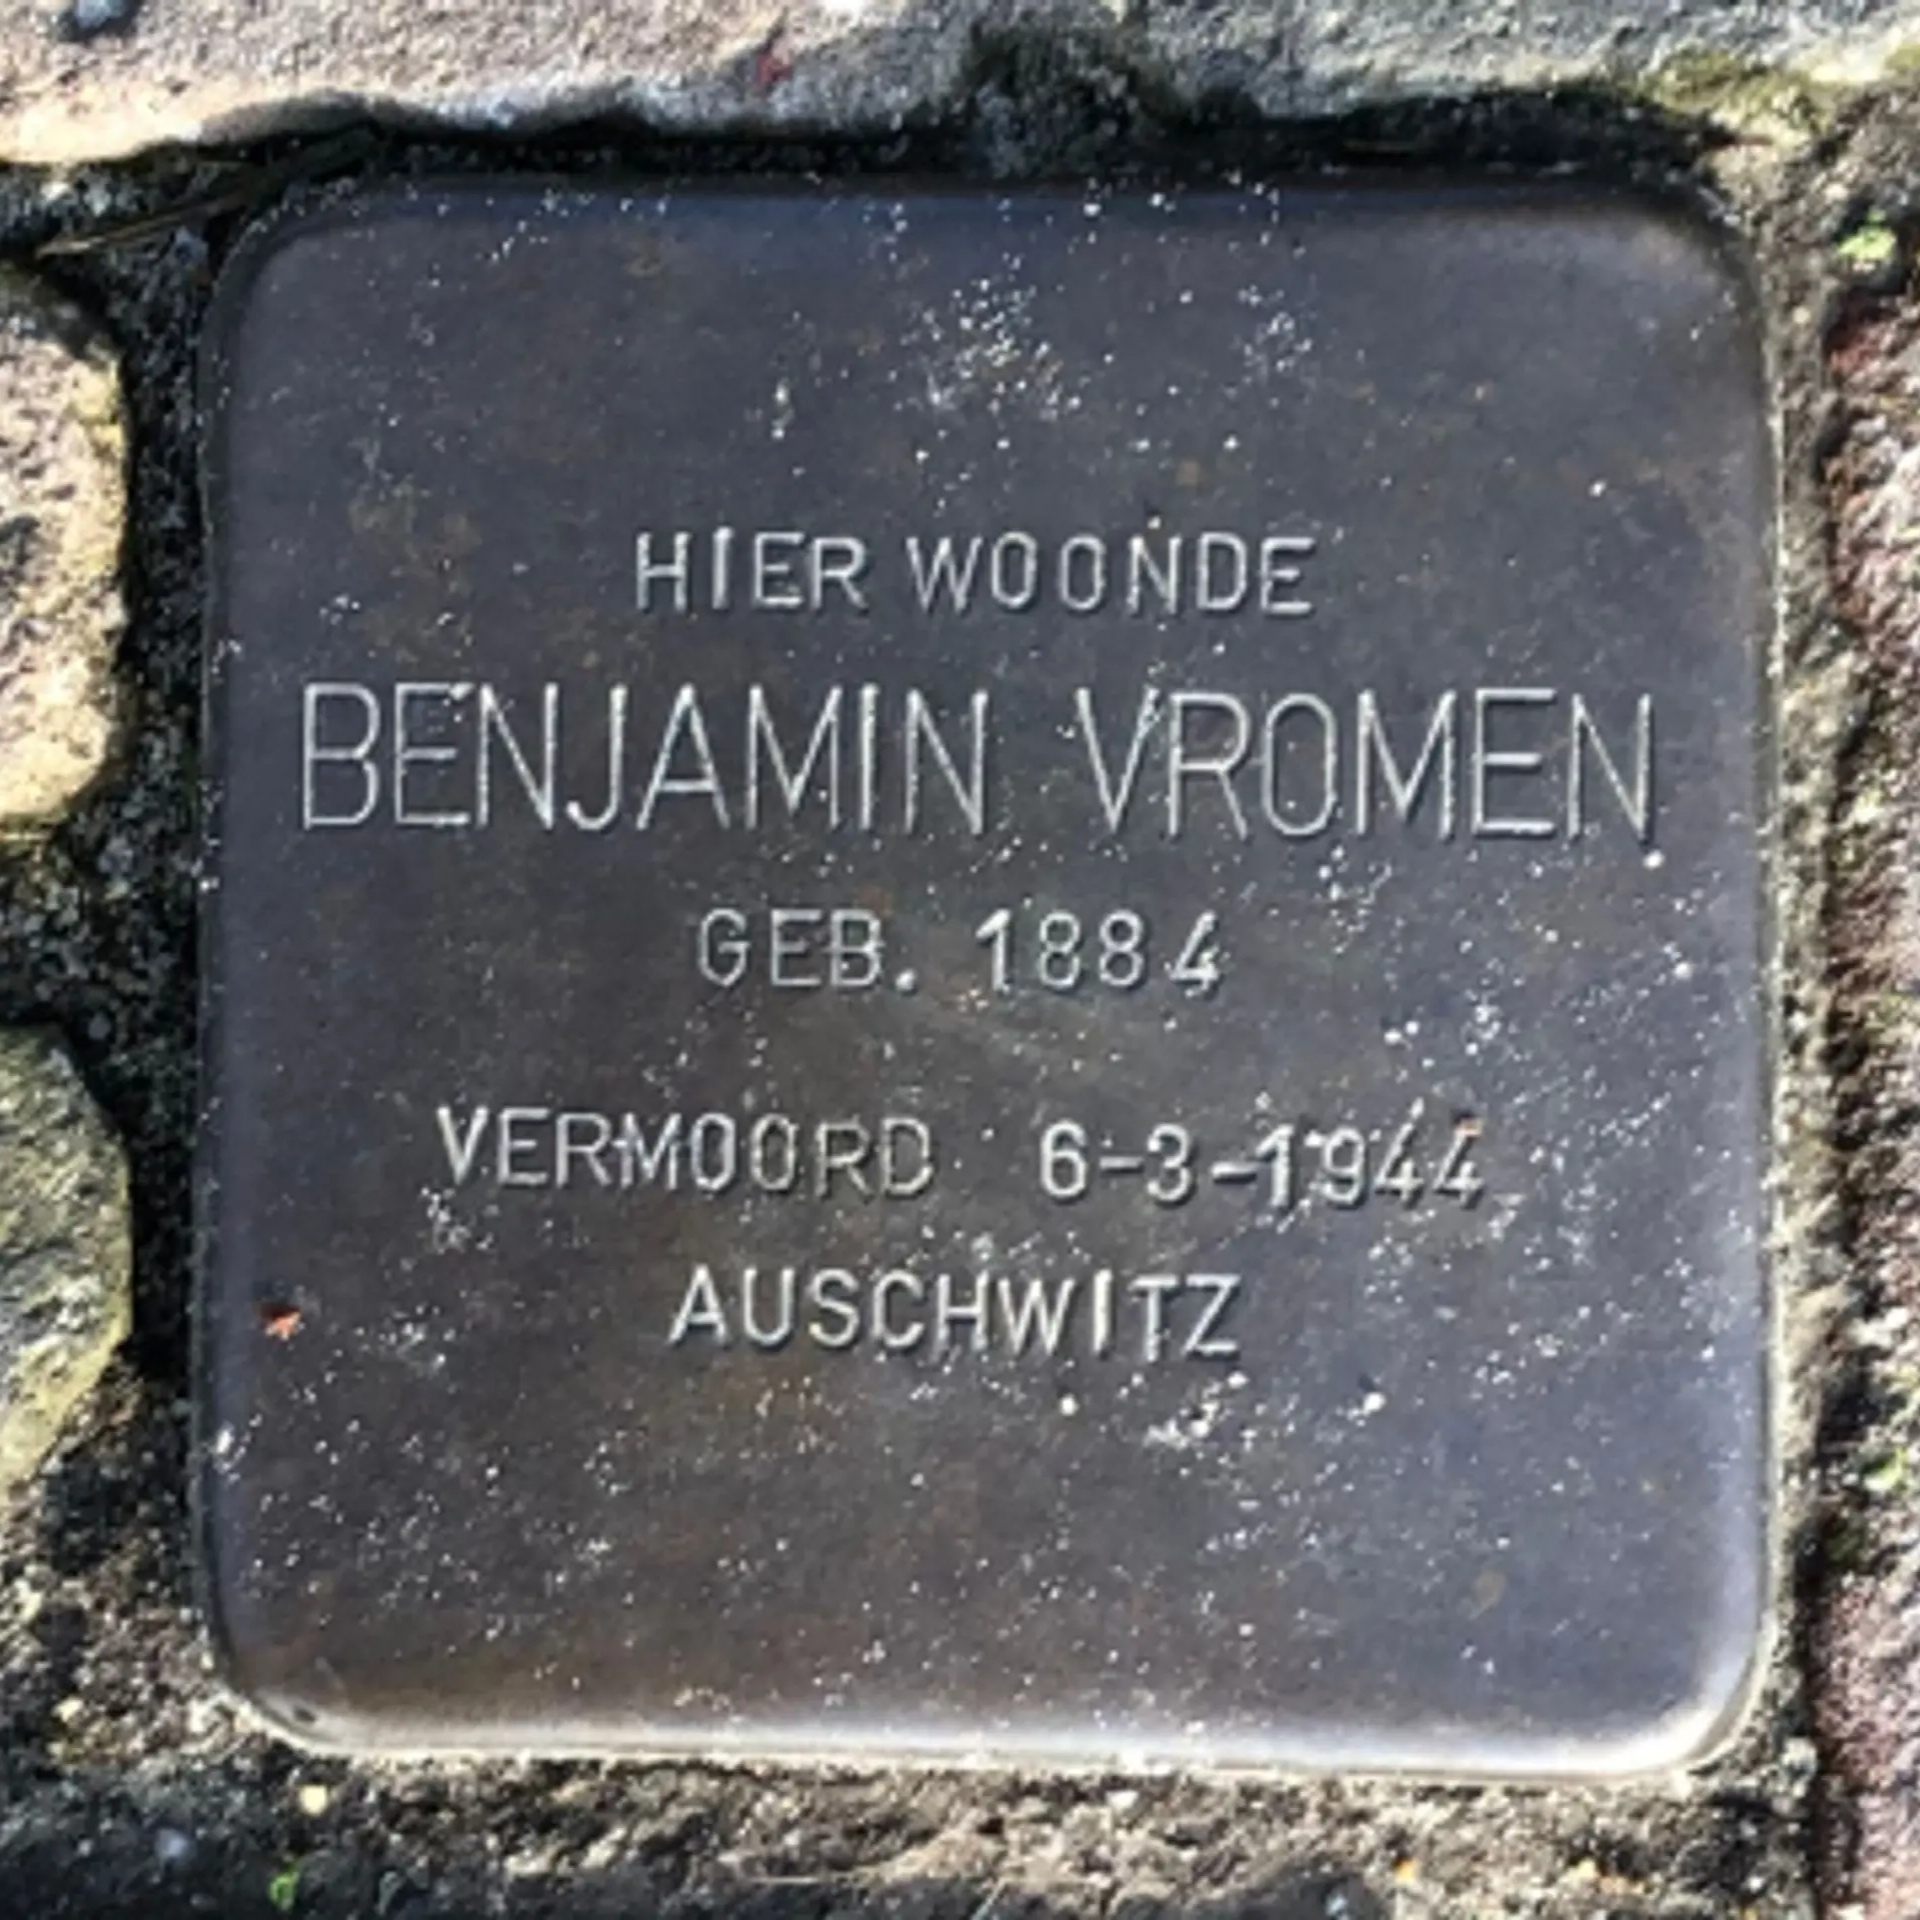 HIER WOONDE
BENJAMIN VROMEN
GEB. 1884
VERMOORD 6-3-1944
AUSCHWITZ